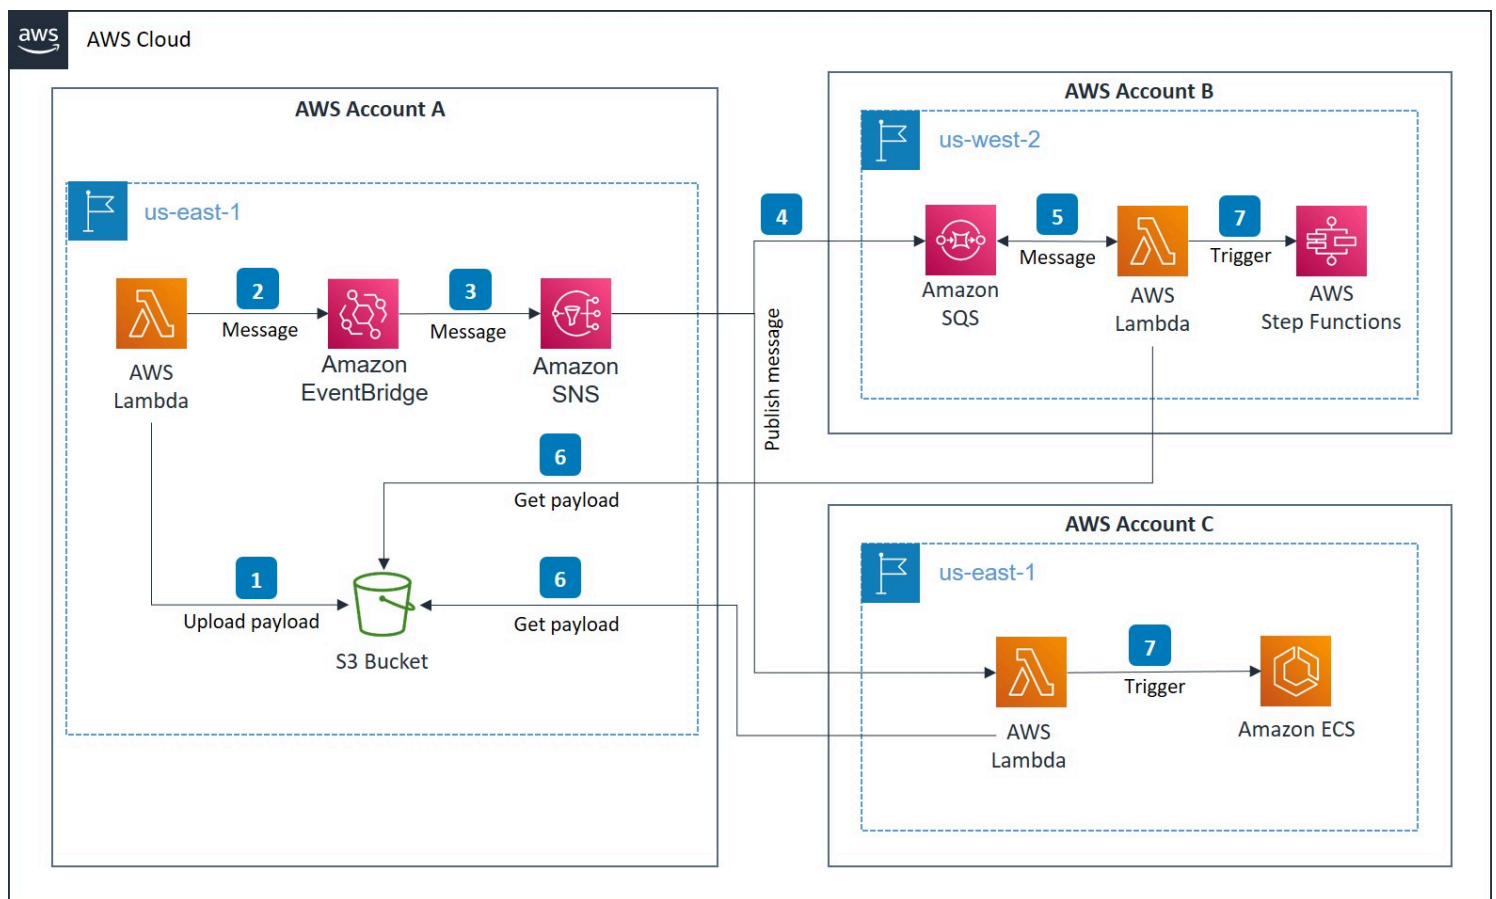 aws
AWS Cloud
AWS Account A
us-east-1
2
Message
3
Message
AWS
Lambda
Amazon
EventBridge
Amazon
SNS
1
Upload payload
S3 Bucket
6
Get payload
6
Get payload
4
Publish message
AWS Account B
us-west-2
5
Message
7
Trigger
Amazon
SQS
AWS
Lambda
AWS
Step Functions
AWS Account C
us-east-1
7
Trigger
AWS
Lambda
Amazon ECS